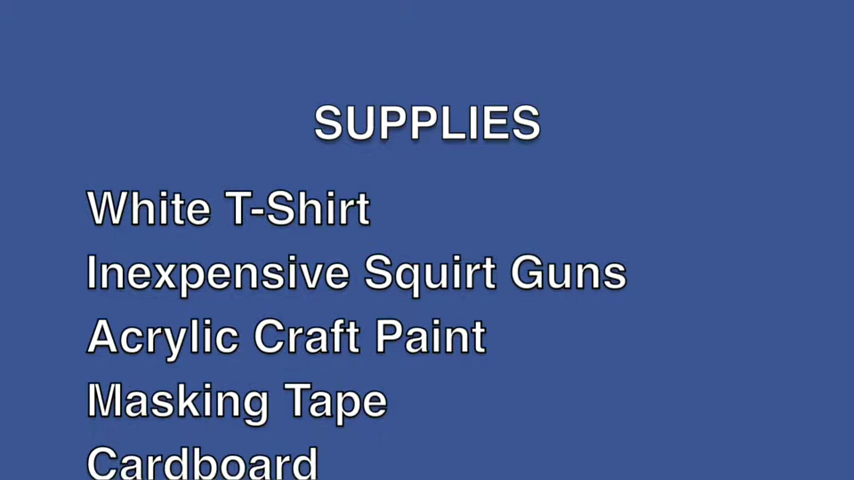 SUPPLIES
White T-Shirt
Inexpensive Squirt Guns
Acrylic Craft Paint
Masking Tape
Cardboard